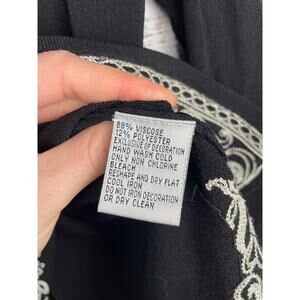 88% VISCOSE
12% POLYESTER
EXCLUSIVE OF DECORATION
HAND WASH COLD
ONLY NON CHLORINE
BLEACH
RESHAPE AND DRY FLAT
COOL IRON
DO NOT IRON DECORATION
OR DRY CLEAN